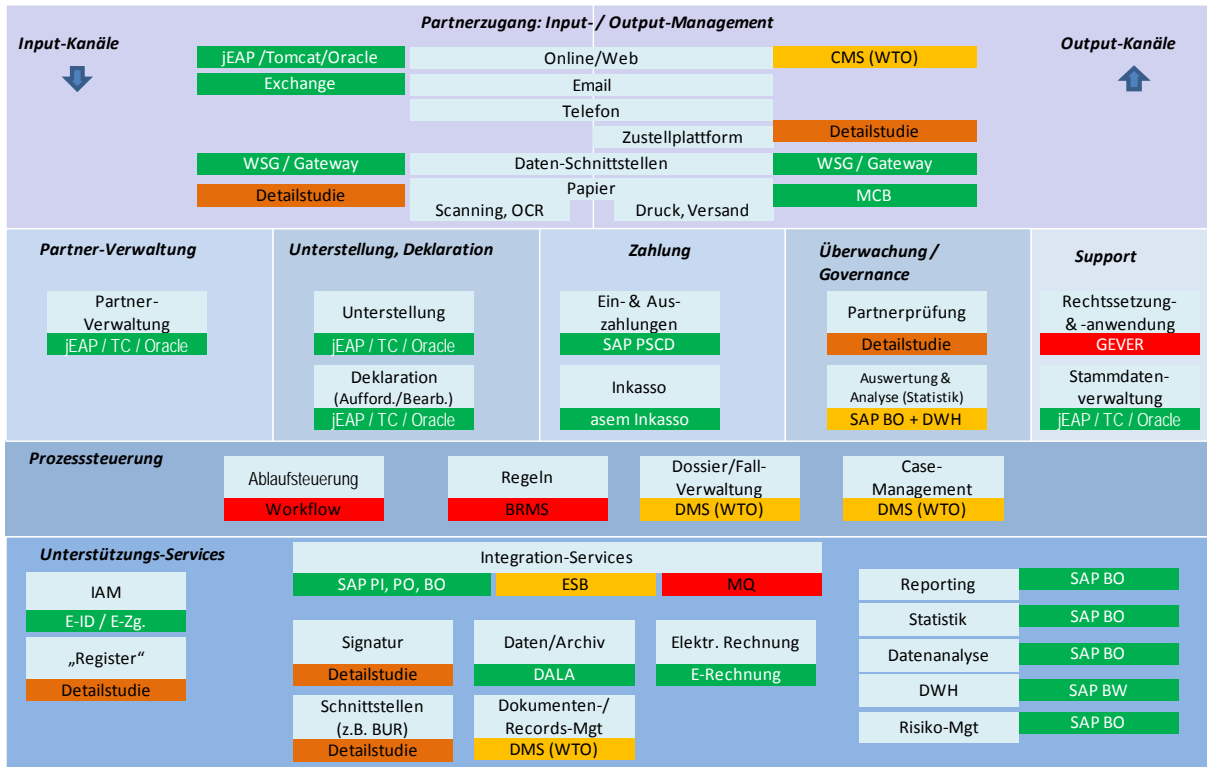 Partnerzugang: Input- / Output-Management
Input-Kanäle
Output-Kanäle
jEAP /Tomcat/Oracle
Online/Web
CMS (WTO)
Exchange
Email
Telefon
Zustellplattform
Detailstudie
WSG / Gateway
Daten-Schnittstellen
WSG / Gateway
Detailstudie
Papier
MCB
Scanning, OCR
Druck, Versand
Partner-Verwaltung
Partner-
Verwaltung
jEAP / TC / Oracle
Unterstellung, Deklaration
Unterstellung
jEAP / TC / Oracle
Deklaration
(Aufford./Bearb.)
jEAP / TC / Oracle
Zahlung
Ein- & Aus-
zahlungen
SAP PSCD
Inkasso
asem Inkasso
Überwachung /
Governance
Partnerprüfung
Detailstudie
Auswertung &
Analyse (Statistik)
SAP BO + DWH
Support
Rechtssetzung-
& -anwendung
GEVER
Stammdaten-
verwaltung
jEAP / TC / Oracle
Prozesssteuerung
Ablaufsteuerung
Workflow
Regeln
BRMS
Dossier/Fall-
Verwaltung
DMS (WTO)
Case-
Management
DMS (WTO)
Unterstützungs-Services
IAM
E-ID / E-Zg.
„Register“
Detailstudie
Integration-Services
SAP PI, PO, BO
ESB
MQ
Signatur
Detailstudie
Daten/Archiv
DALA
Elektr. Rechnung
E-Rechnung
Schnittstellen
(z.B. BUR)
Detailstudie
Dokumenten-/
Records-Mgt
DMS (WTO)
Reporting
SAP BO
Statistik
SAP BO
Datenanalyse
SAP BO
DWH
SAP BW
Risiko-Mgt
SAP BO